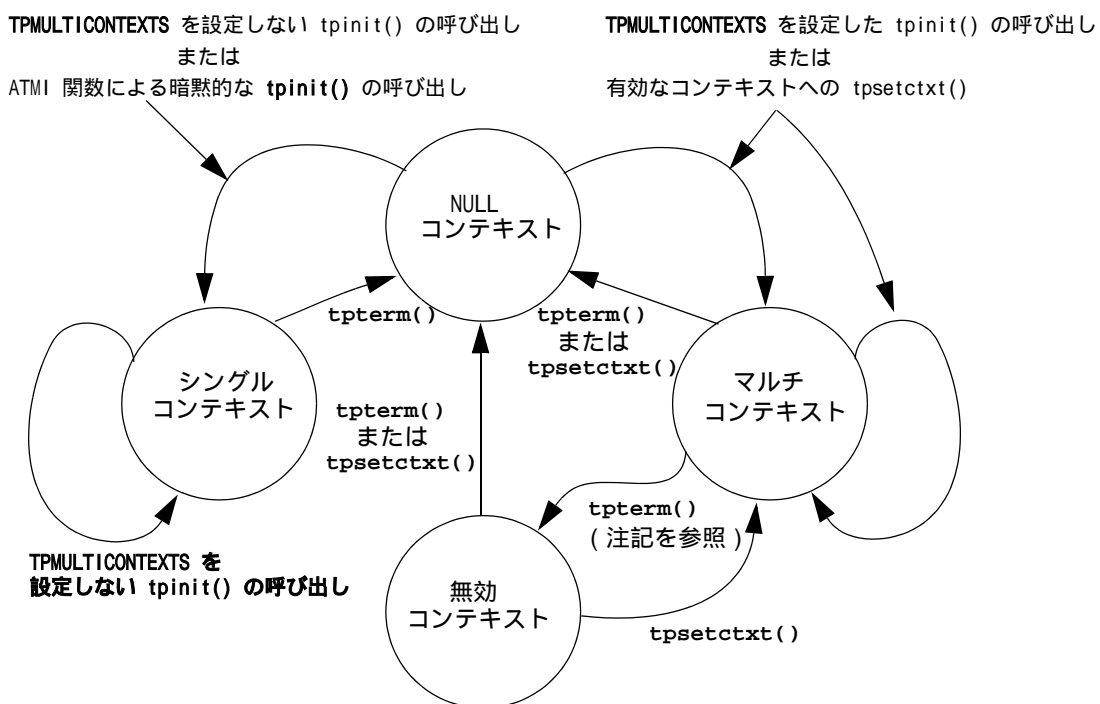 TPMULTICONTEXTS を設定しない tpinit() の呼び出し
または
ATMI 関数による暗黙的な tpinit() の呼び出し
TPMULTICONTEXTS を設定した tpinit() の呼び出し
または
有効なコンテキストへの tpsetctxt()
NULL
コンテキスト
tpterm()
tpterm()
または
tpsetctxt()
シングル
コンテキスト
マルチ
コンテキスト
tpterm()
または
tpsetctxt()
tpterm()
(注記を参照)
TPMULTICONTEXTS を
設定しない tpinit() の呼び出し
無効
コンテキスト
tpsetctxt()